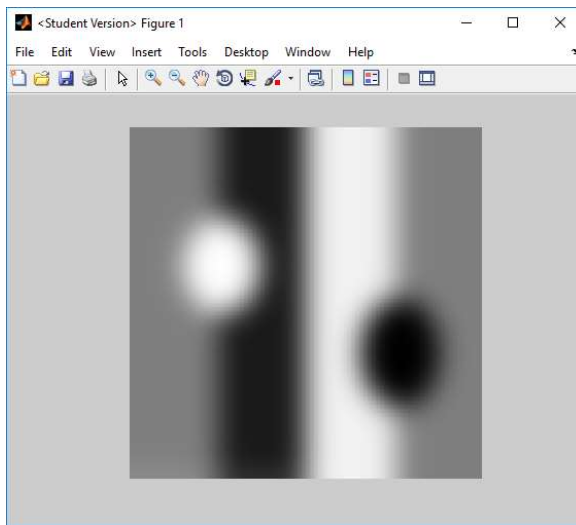 <Student Version> Figure 1
File Edit View Insert Tools Desktop Window Help